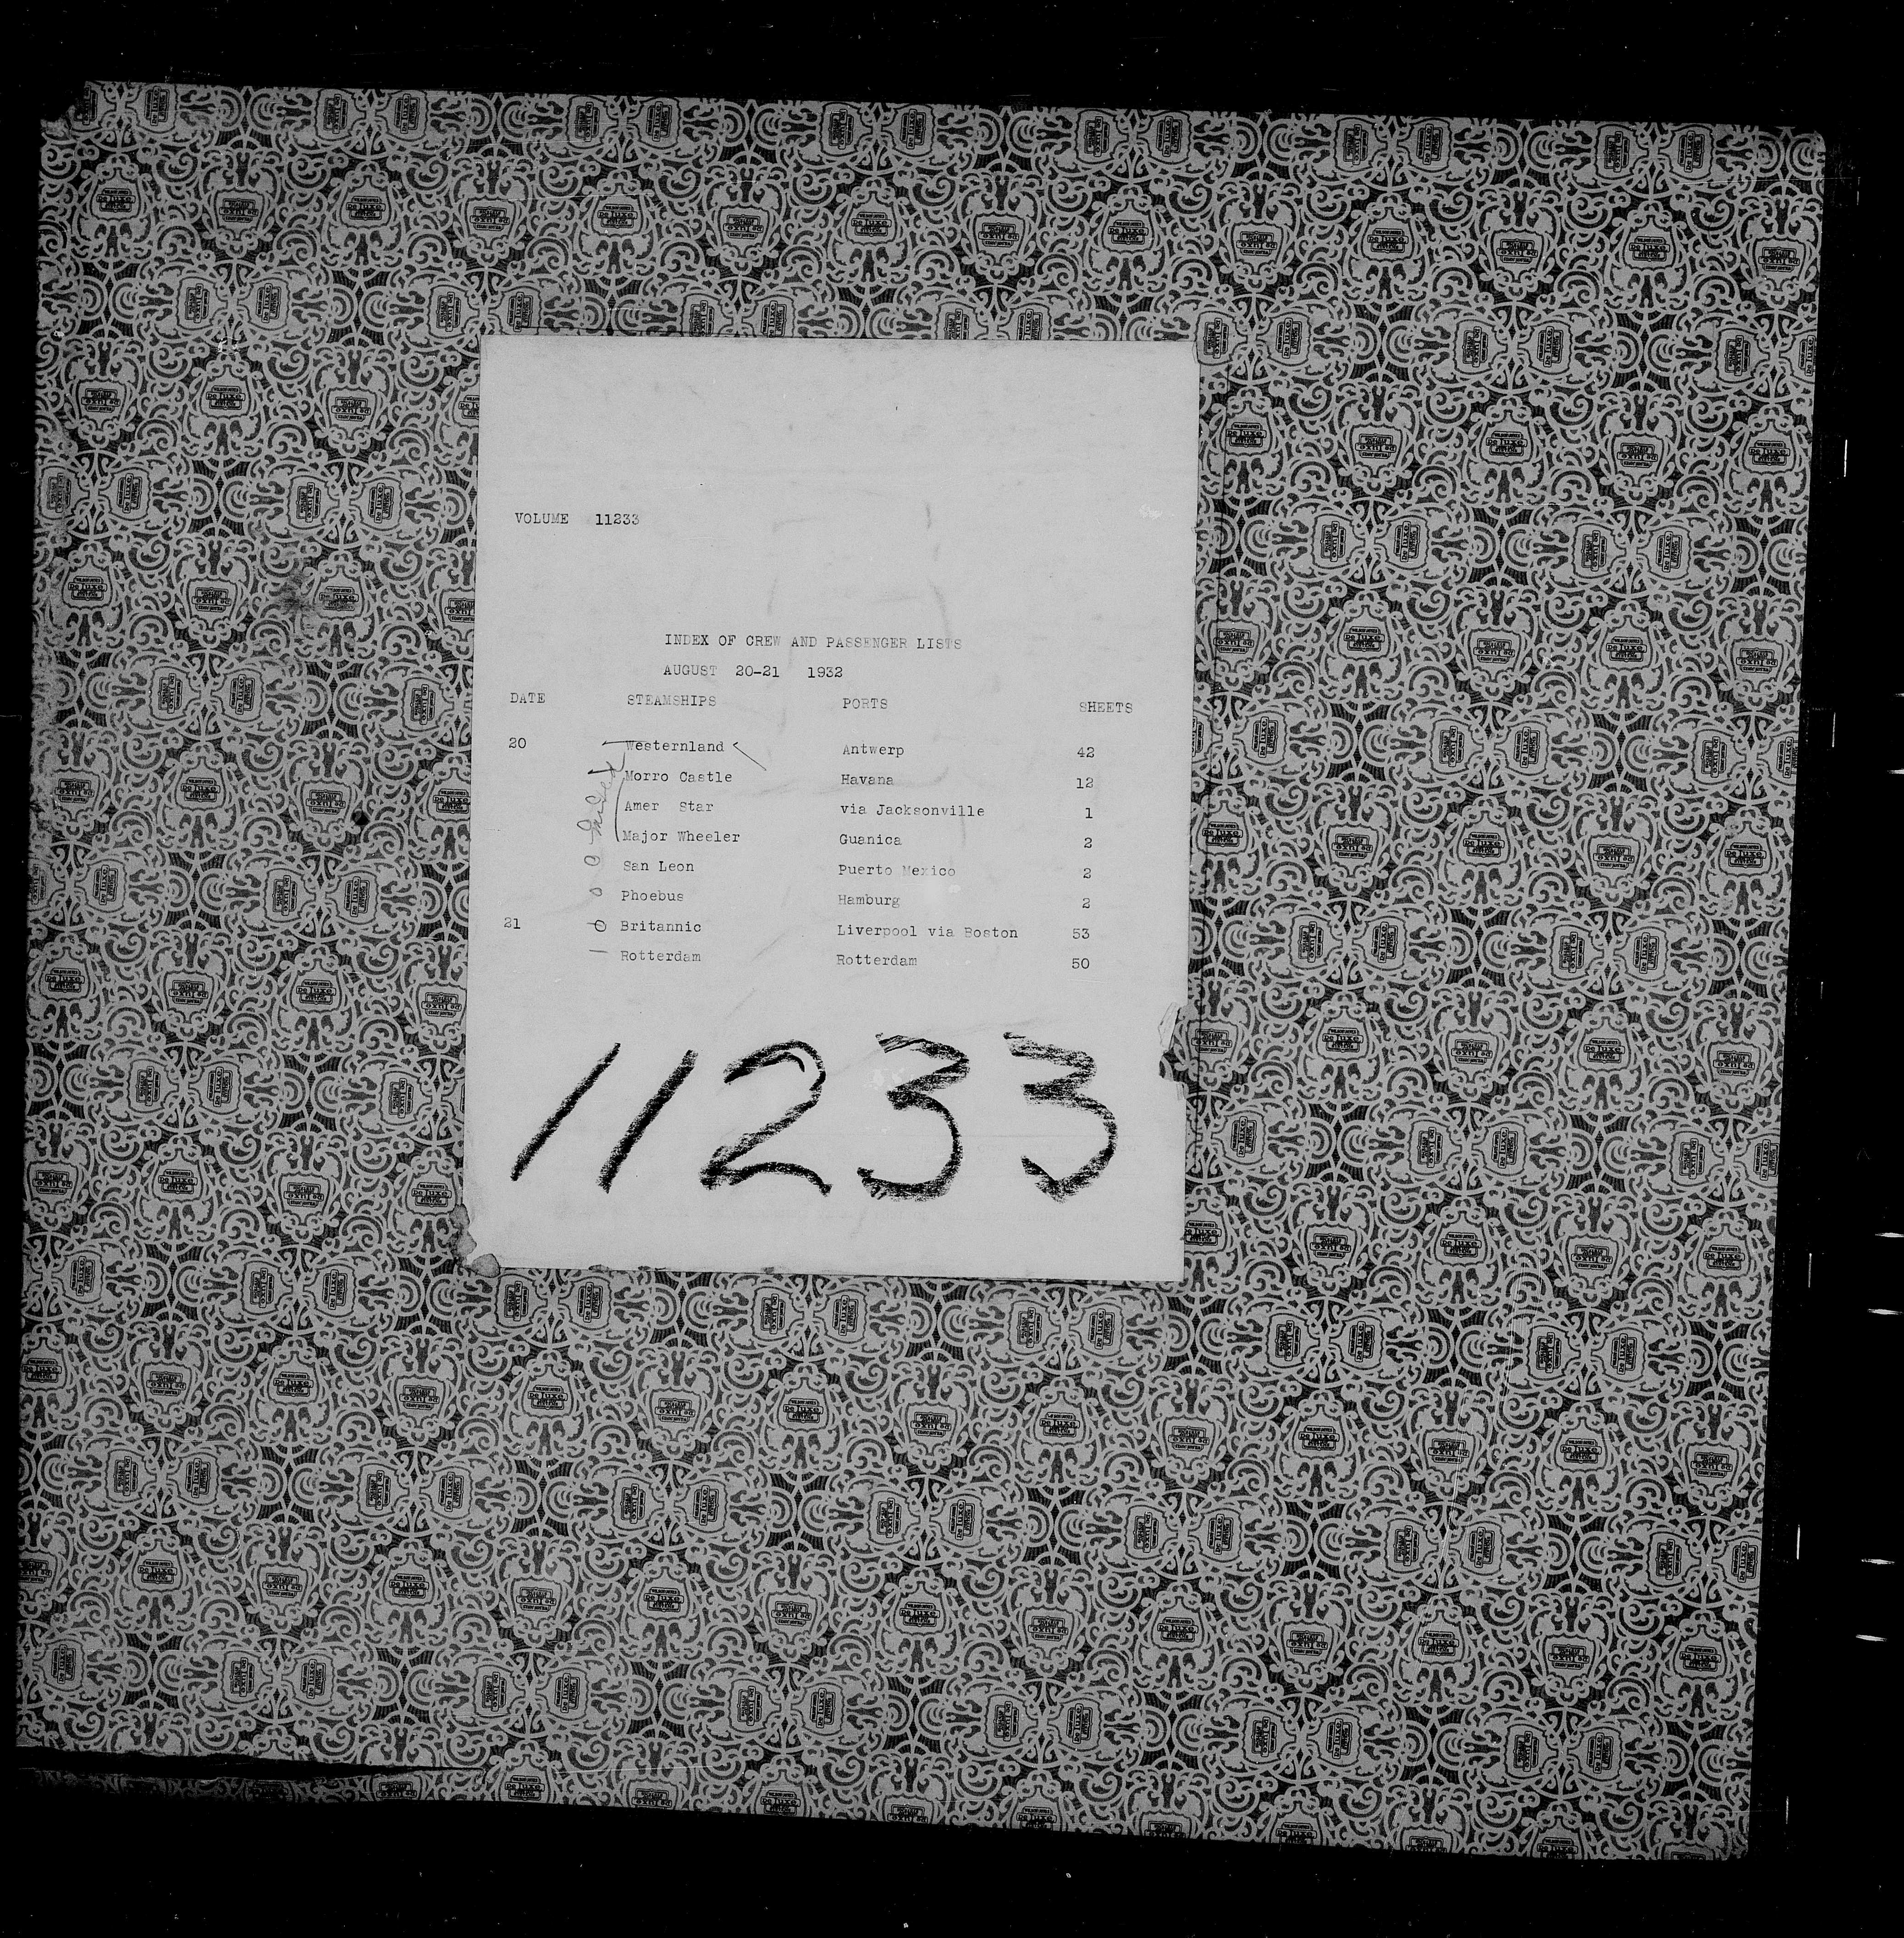 VOLUME 11233
INDEX OF CREW AND PASSENGER LISTS
AUGUST 20-21 1932
DATE STEAMSHIPS PORTS SHEETS
20 Westernland Antwerp 42
Morro Castle Havana 12
Amer Star via Jacksonville 1
Major Wheeler Guanica 2
San Leon Puerto Mexico 2
Phoebus Hamburg 2
21 Britannic Liverpool via Boston 53
Rotterdam Rotterdam 50
11233